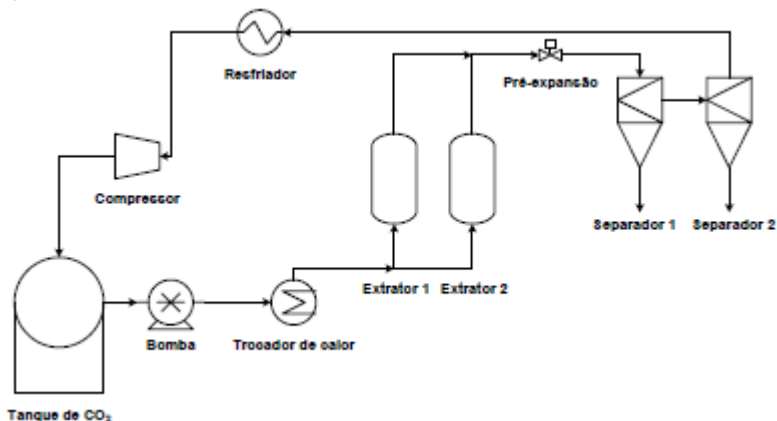 Resfriador
Pré-expansão
Compressor
Separador 1
Separador 2
Extrator 1
Extrator 2
Bomba
Trocador de calor
Tanque de CO₂